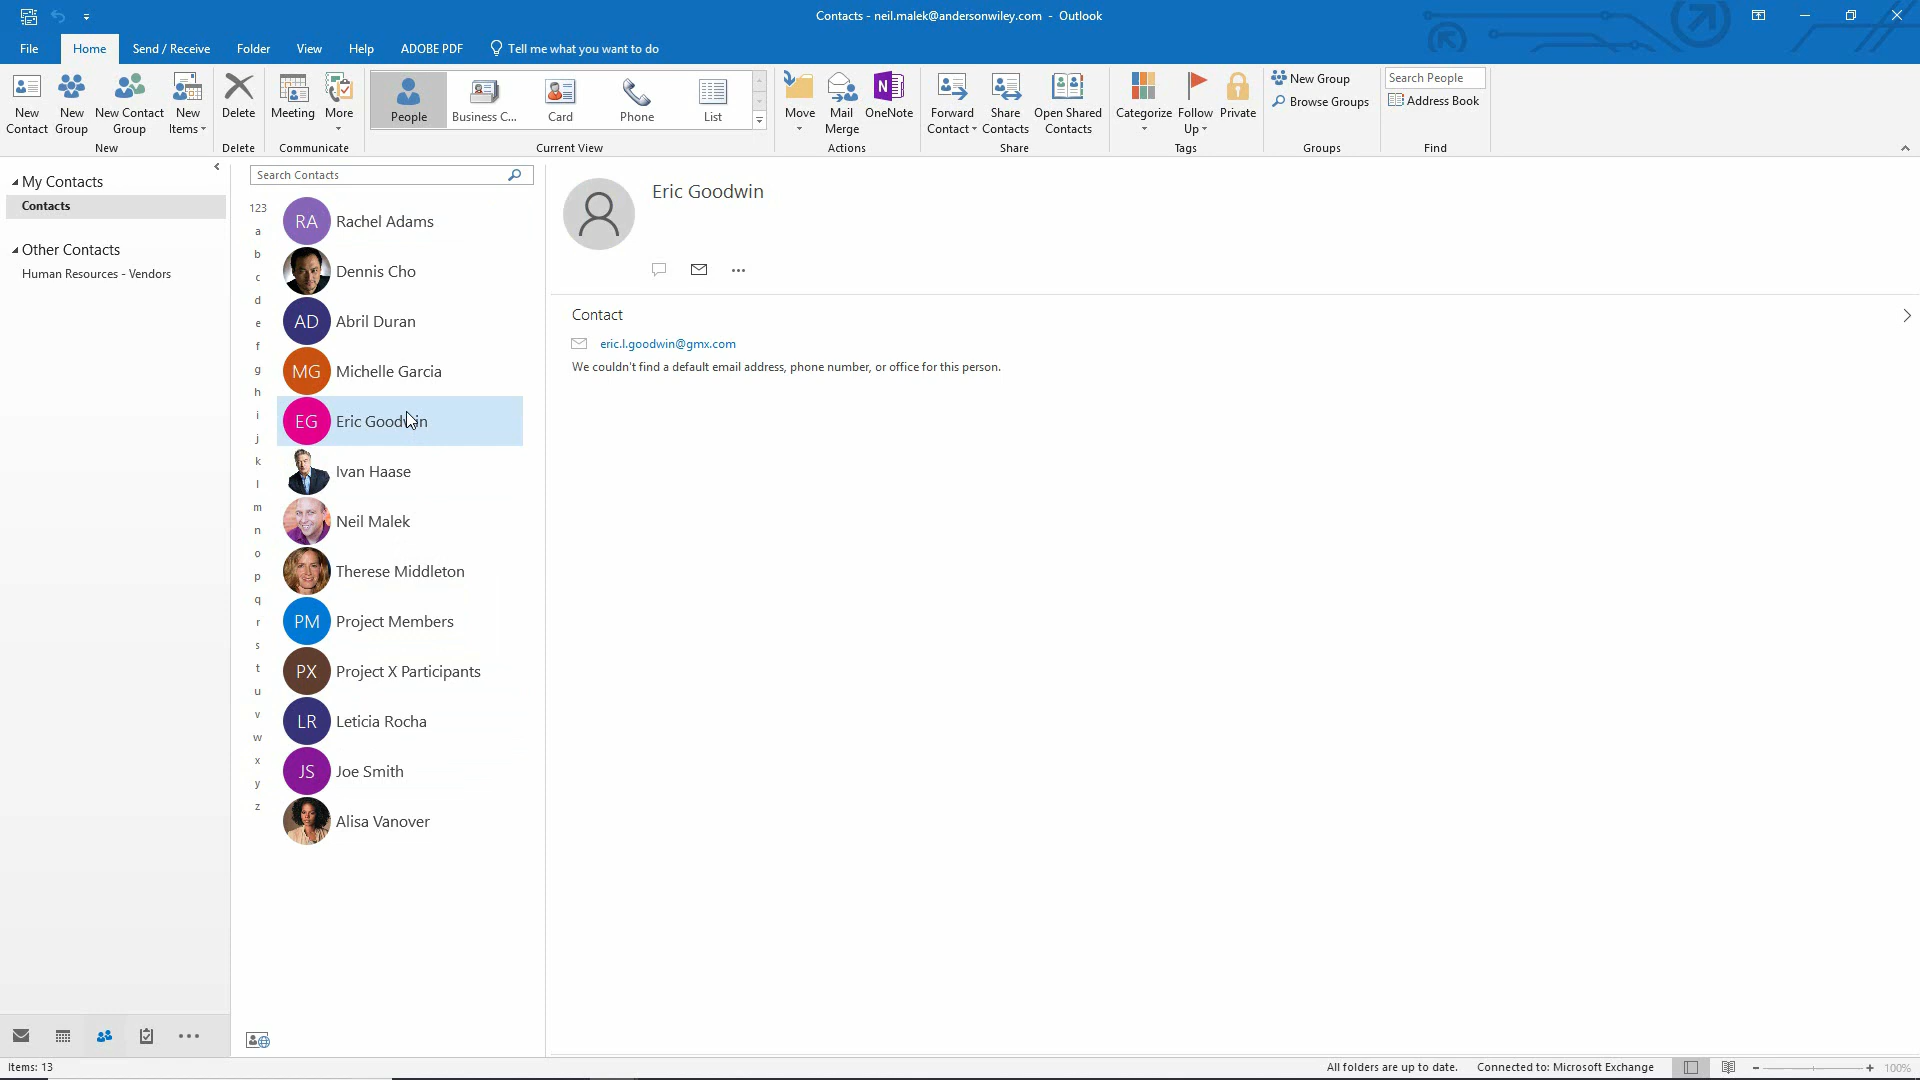 Contacts - neil.malek@andersonwiley.com - Outlook
File Home Send / Receive Folder View Help ADOBE PDF Tell me what you want to do
New Contact
New Group
New Contact Group
New Items
New
Delete
Delete
Meeting
More
Communicate
People
Business C...
Card
Phone
List
Current View
Move
Mail Merge
OneNote
Actions
Forward Contact
Share Contacts
Open Shared Contacts
Share
Categorize
Follow Up
Private
Tags
New Group
Browse Groups
Groups
Search People
Address Book
Find
My Contacts
Contacts
Other Contacts
Human Resources - Vendors
Search Contacts
123
a
b
c
d
e
f
g
h
i
j
k
l
m
n
o
p
q
r
s
t
u
v
w
x
y
z
RA Rachel Adams
Dennis Cho
AD Abril Duran
MG Michelle Garcia
EG Eric Goodwin
Ivan Haase
Neil Malek
Therese Middleton
PM Project Members
PX Project X Participants
LR Leticia Rocha
JS Joe Smith
Alisa Vanover
Eric Goodwin
Contact
eric.l.goodwin@gmx.com
We couldn't find a default email address, phone number, or office for this person.
Items: 13
All folders are up to date. Connected to: Microsoft Exchange 100%